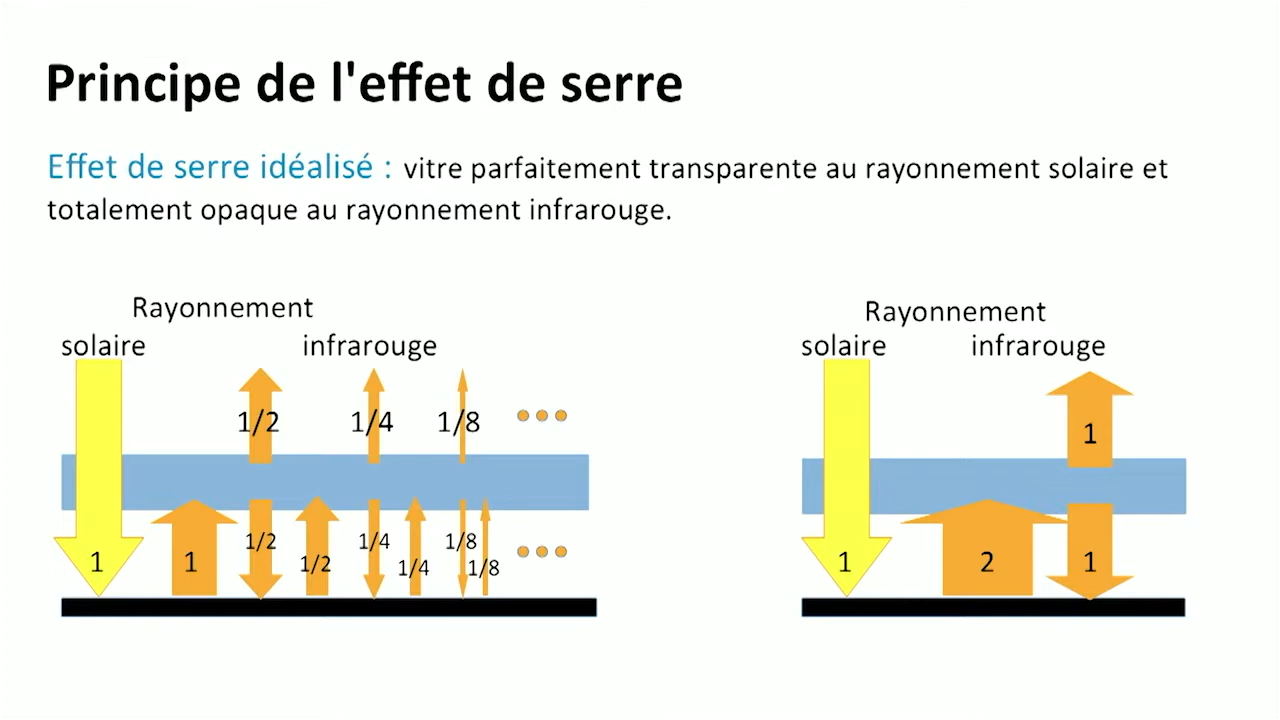 Principe de l'effet de serre
Effet de serre idéalisé : vitre parfaitement transparente au rayonnement solaire et
totalement opaque au rayonnement infrarouge.
Rayonnement
solaire infrarouge
1/2 1/4 1/8
1 1 1/2 1/2 1/4 1/4 1/8 1/8
Rayonnement
solaire infrarouge
1
1 2 1